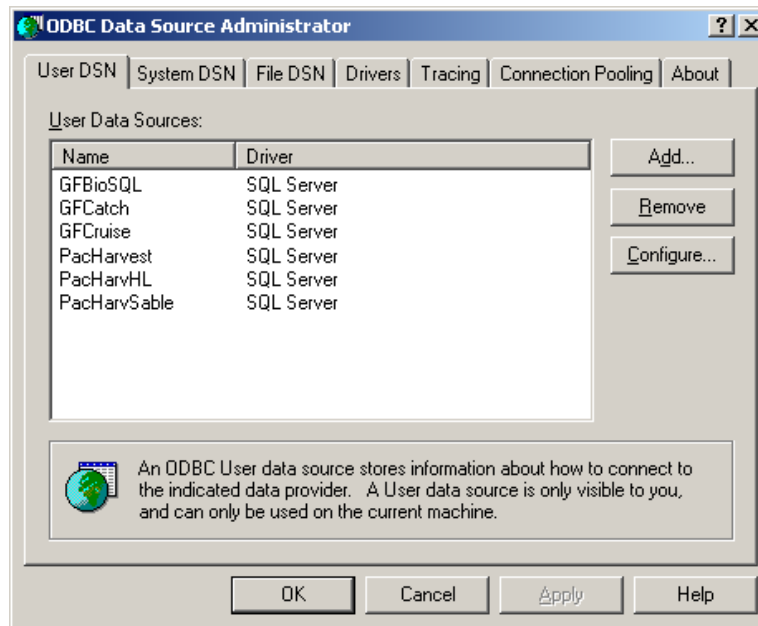 ODBC Data Source Administrator
User DSN System DSN File DSN Drivers Tracing Connection Pooling About
User Data Sources:
Name Driver
GFBioSQL SQL Server
GFCatch SQL Server
GFCruise SQL Server
PacHarvest SQL Server
PacHarvHL SQL Server
PacHarvSable SQL Server
Add...
Remove
Configure...
An ODBC User data source stores information about how to connect to
the indicated data provider. A User data source is only visible to you,
and can only be used on the current machine.
OK Cancel Apply Help